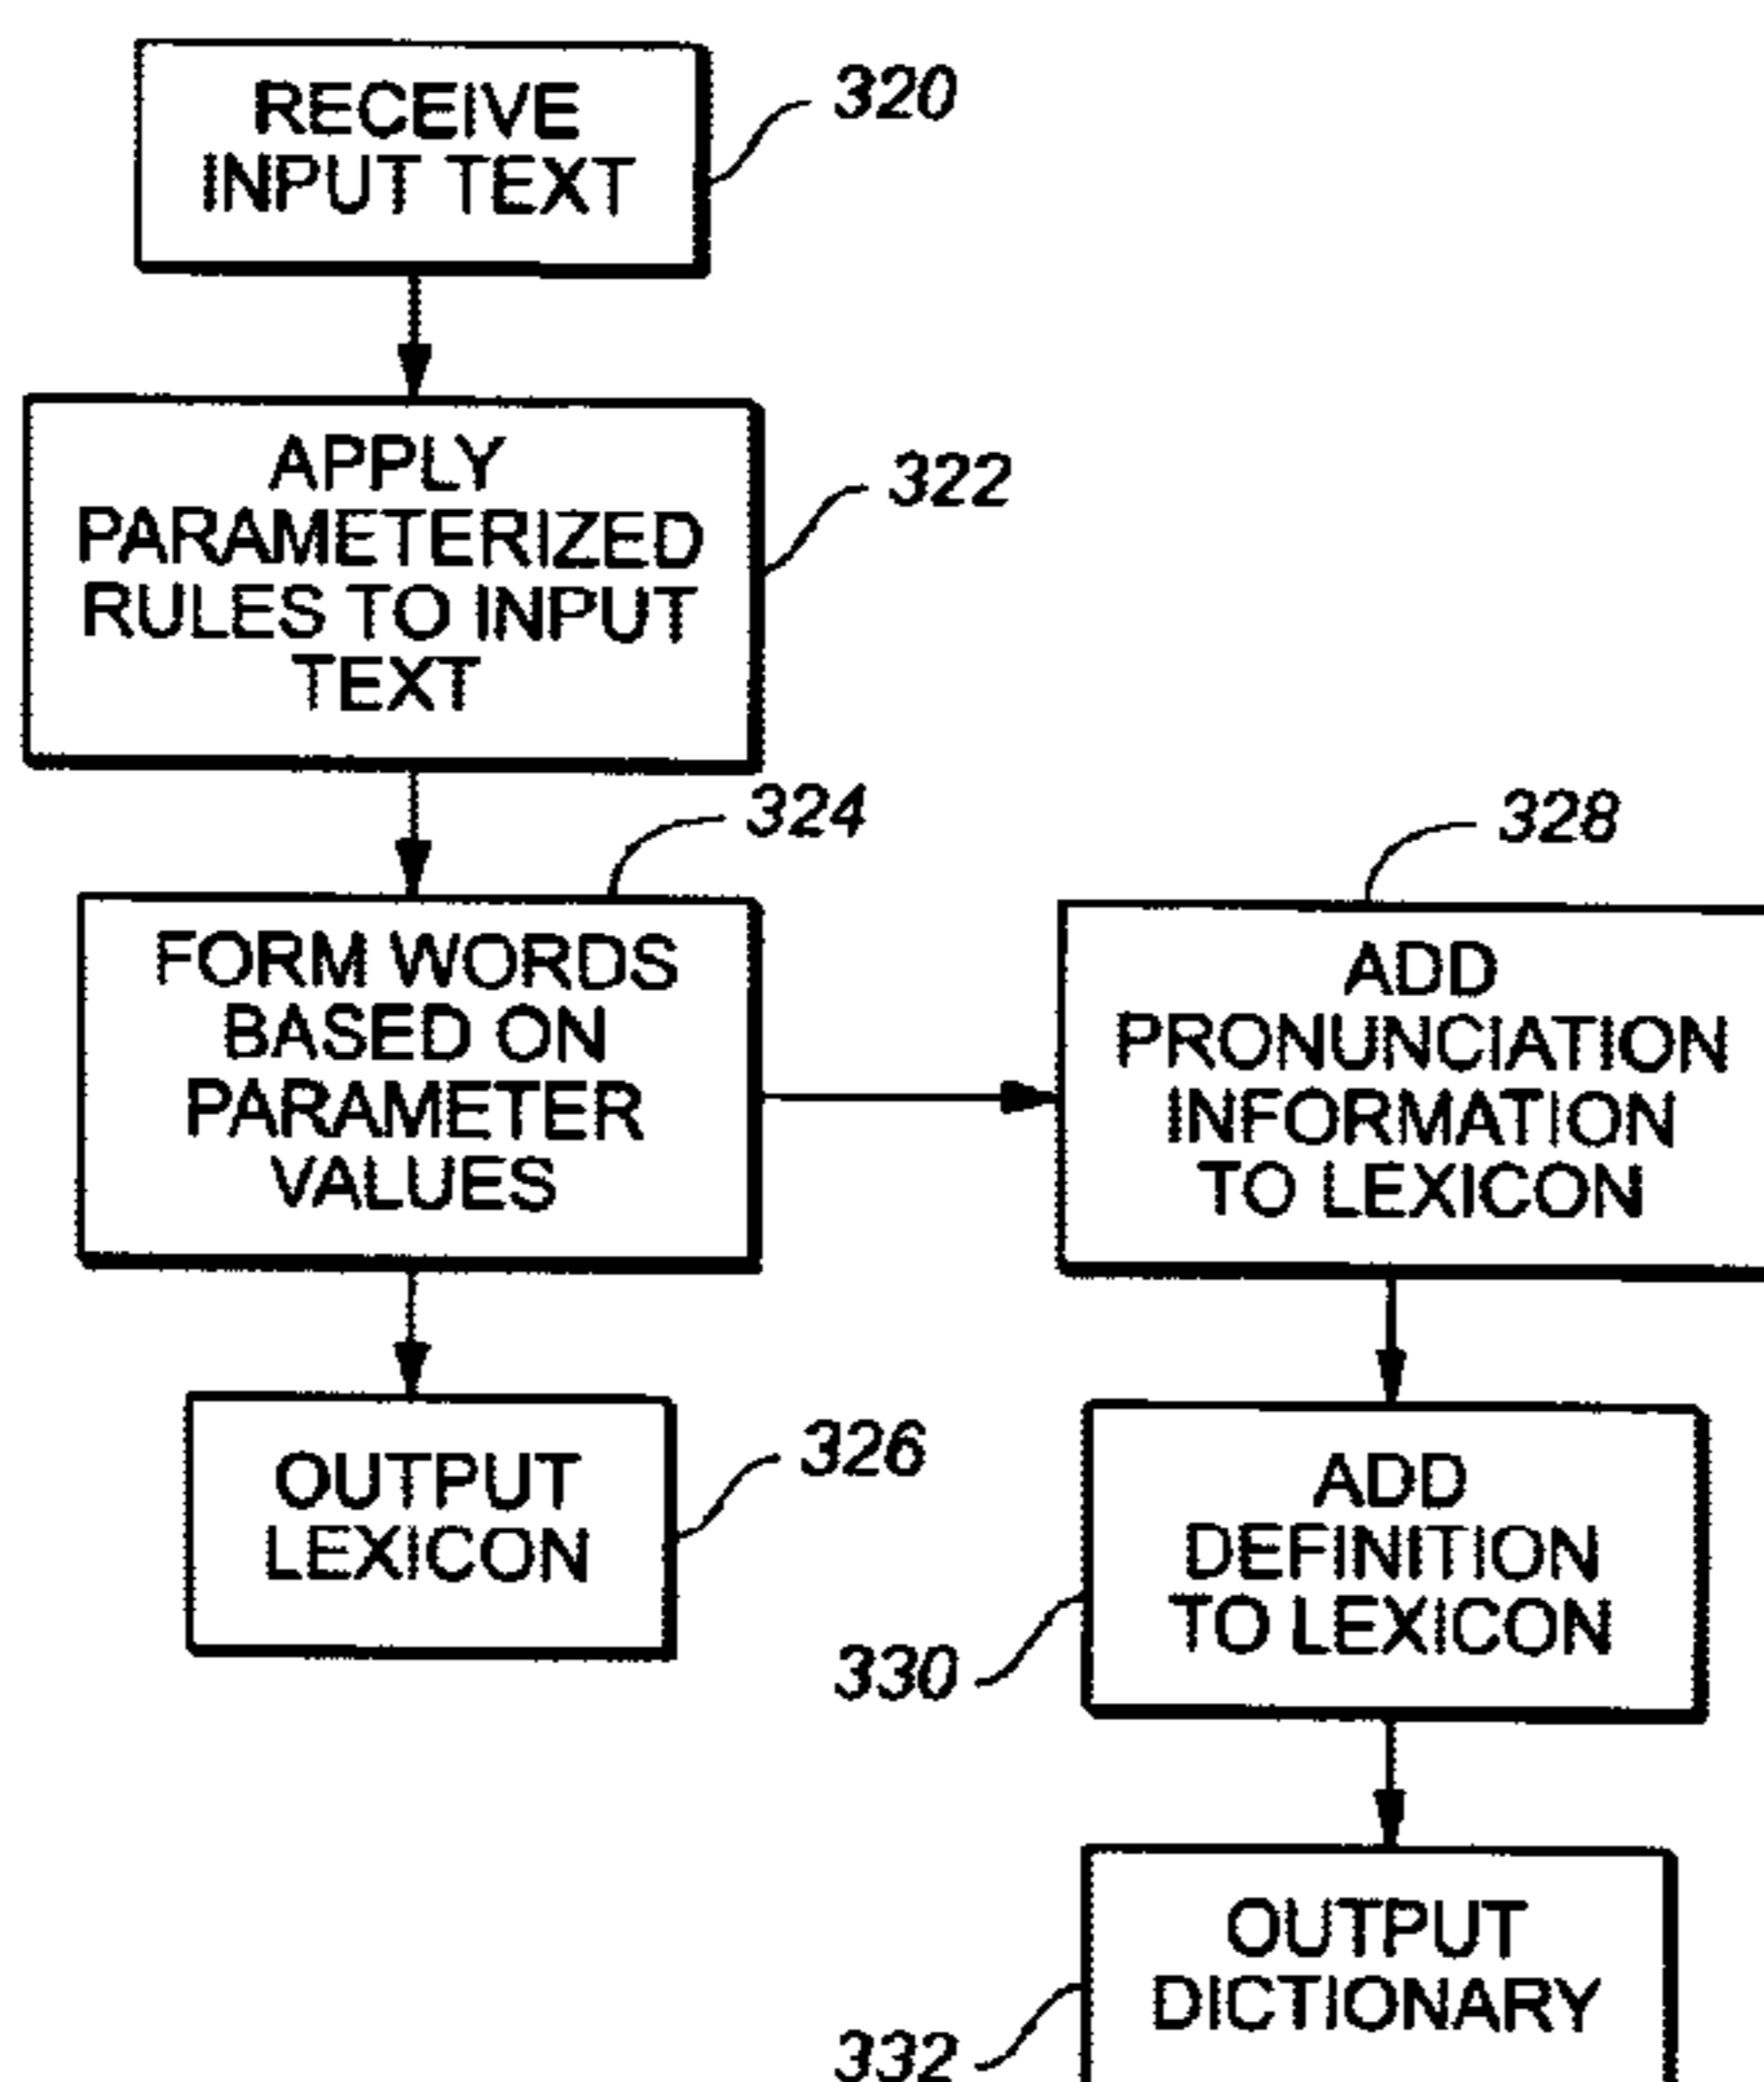 RECEIVE
INPUT TEXT
320
APPLY
PARAMETERIZED
RULES TO INPUT
TEXT
322
324
FORM WORDS
BASED ON
PARAMETER
VALUES
328
ADD
PRONUNCIATION
INFORMATION
TO LEXICON
OUTPUT
LEXICON
326
ADD
DEFINITION
TO LEXICON
330
OUTPUT
DICTIONARY
332